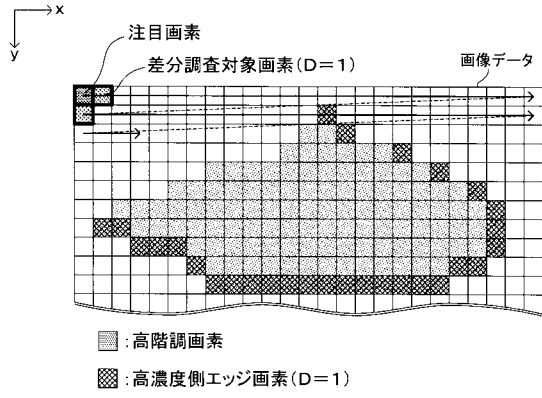 x
y
注目画素
差分調査対象画素(D=1)
画像データ
:高階調画素
:高濃度側エッジ画素(D=1)